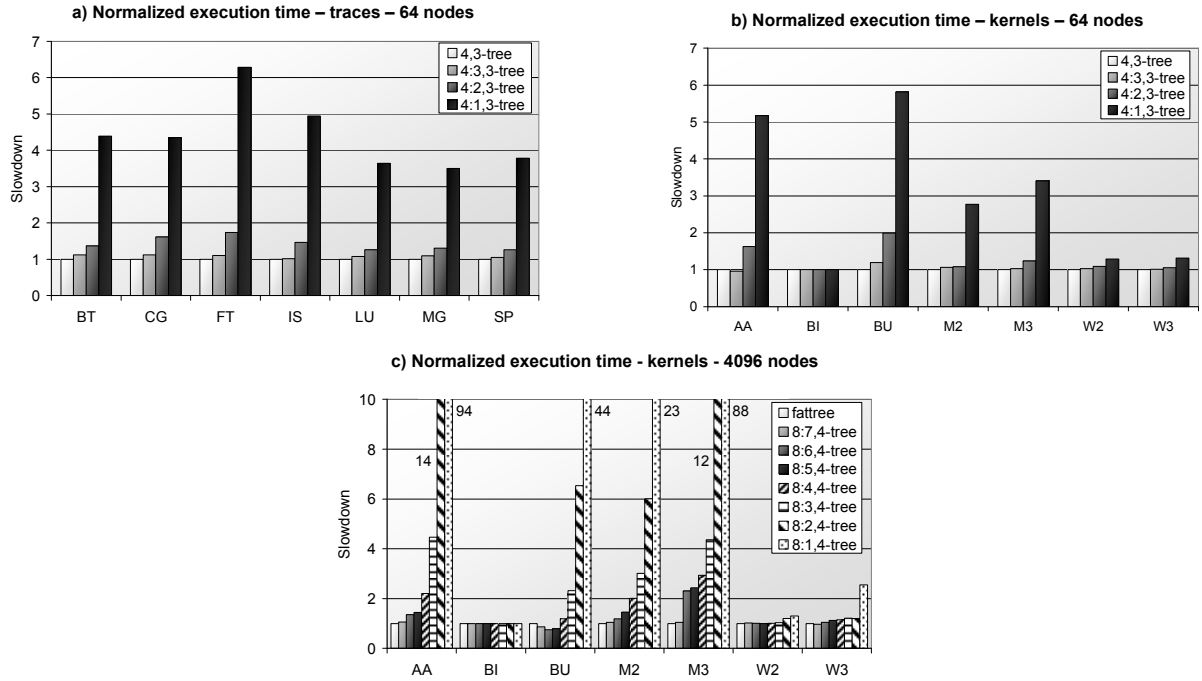 a) Normalized execution time – traces – 64 nodes
7
6
5
4
3
2
1
0
Slowdown
4,3-tree
4:3,3-tree
4:2,3-tree
4:1,3-tree
BT CG FT IS LU MG SP
b) Normalized execution time – kernels – 64 nodes
7
6
5
4
3
2
1
0
Slowdown
4,3-tree
4:3,3-tree
4:2,3-tree
4:1,3-tree
AA BI BU M2 M3 W2 W3
c) Normalized execution time - kernels - 4096 nodes
10
8
6
4
2
0
Slowdown
94 44 23 88
14 12
fattree
8:7,4-tree
8:6,4-tree
8:5,4-tree
8:4,4-tree
8:3,4-tree
8:2,4-tree
8:1,4-tree
AA BI BU M2 M3 W2 W3